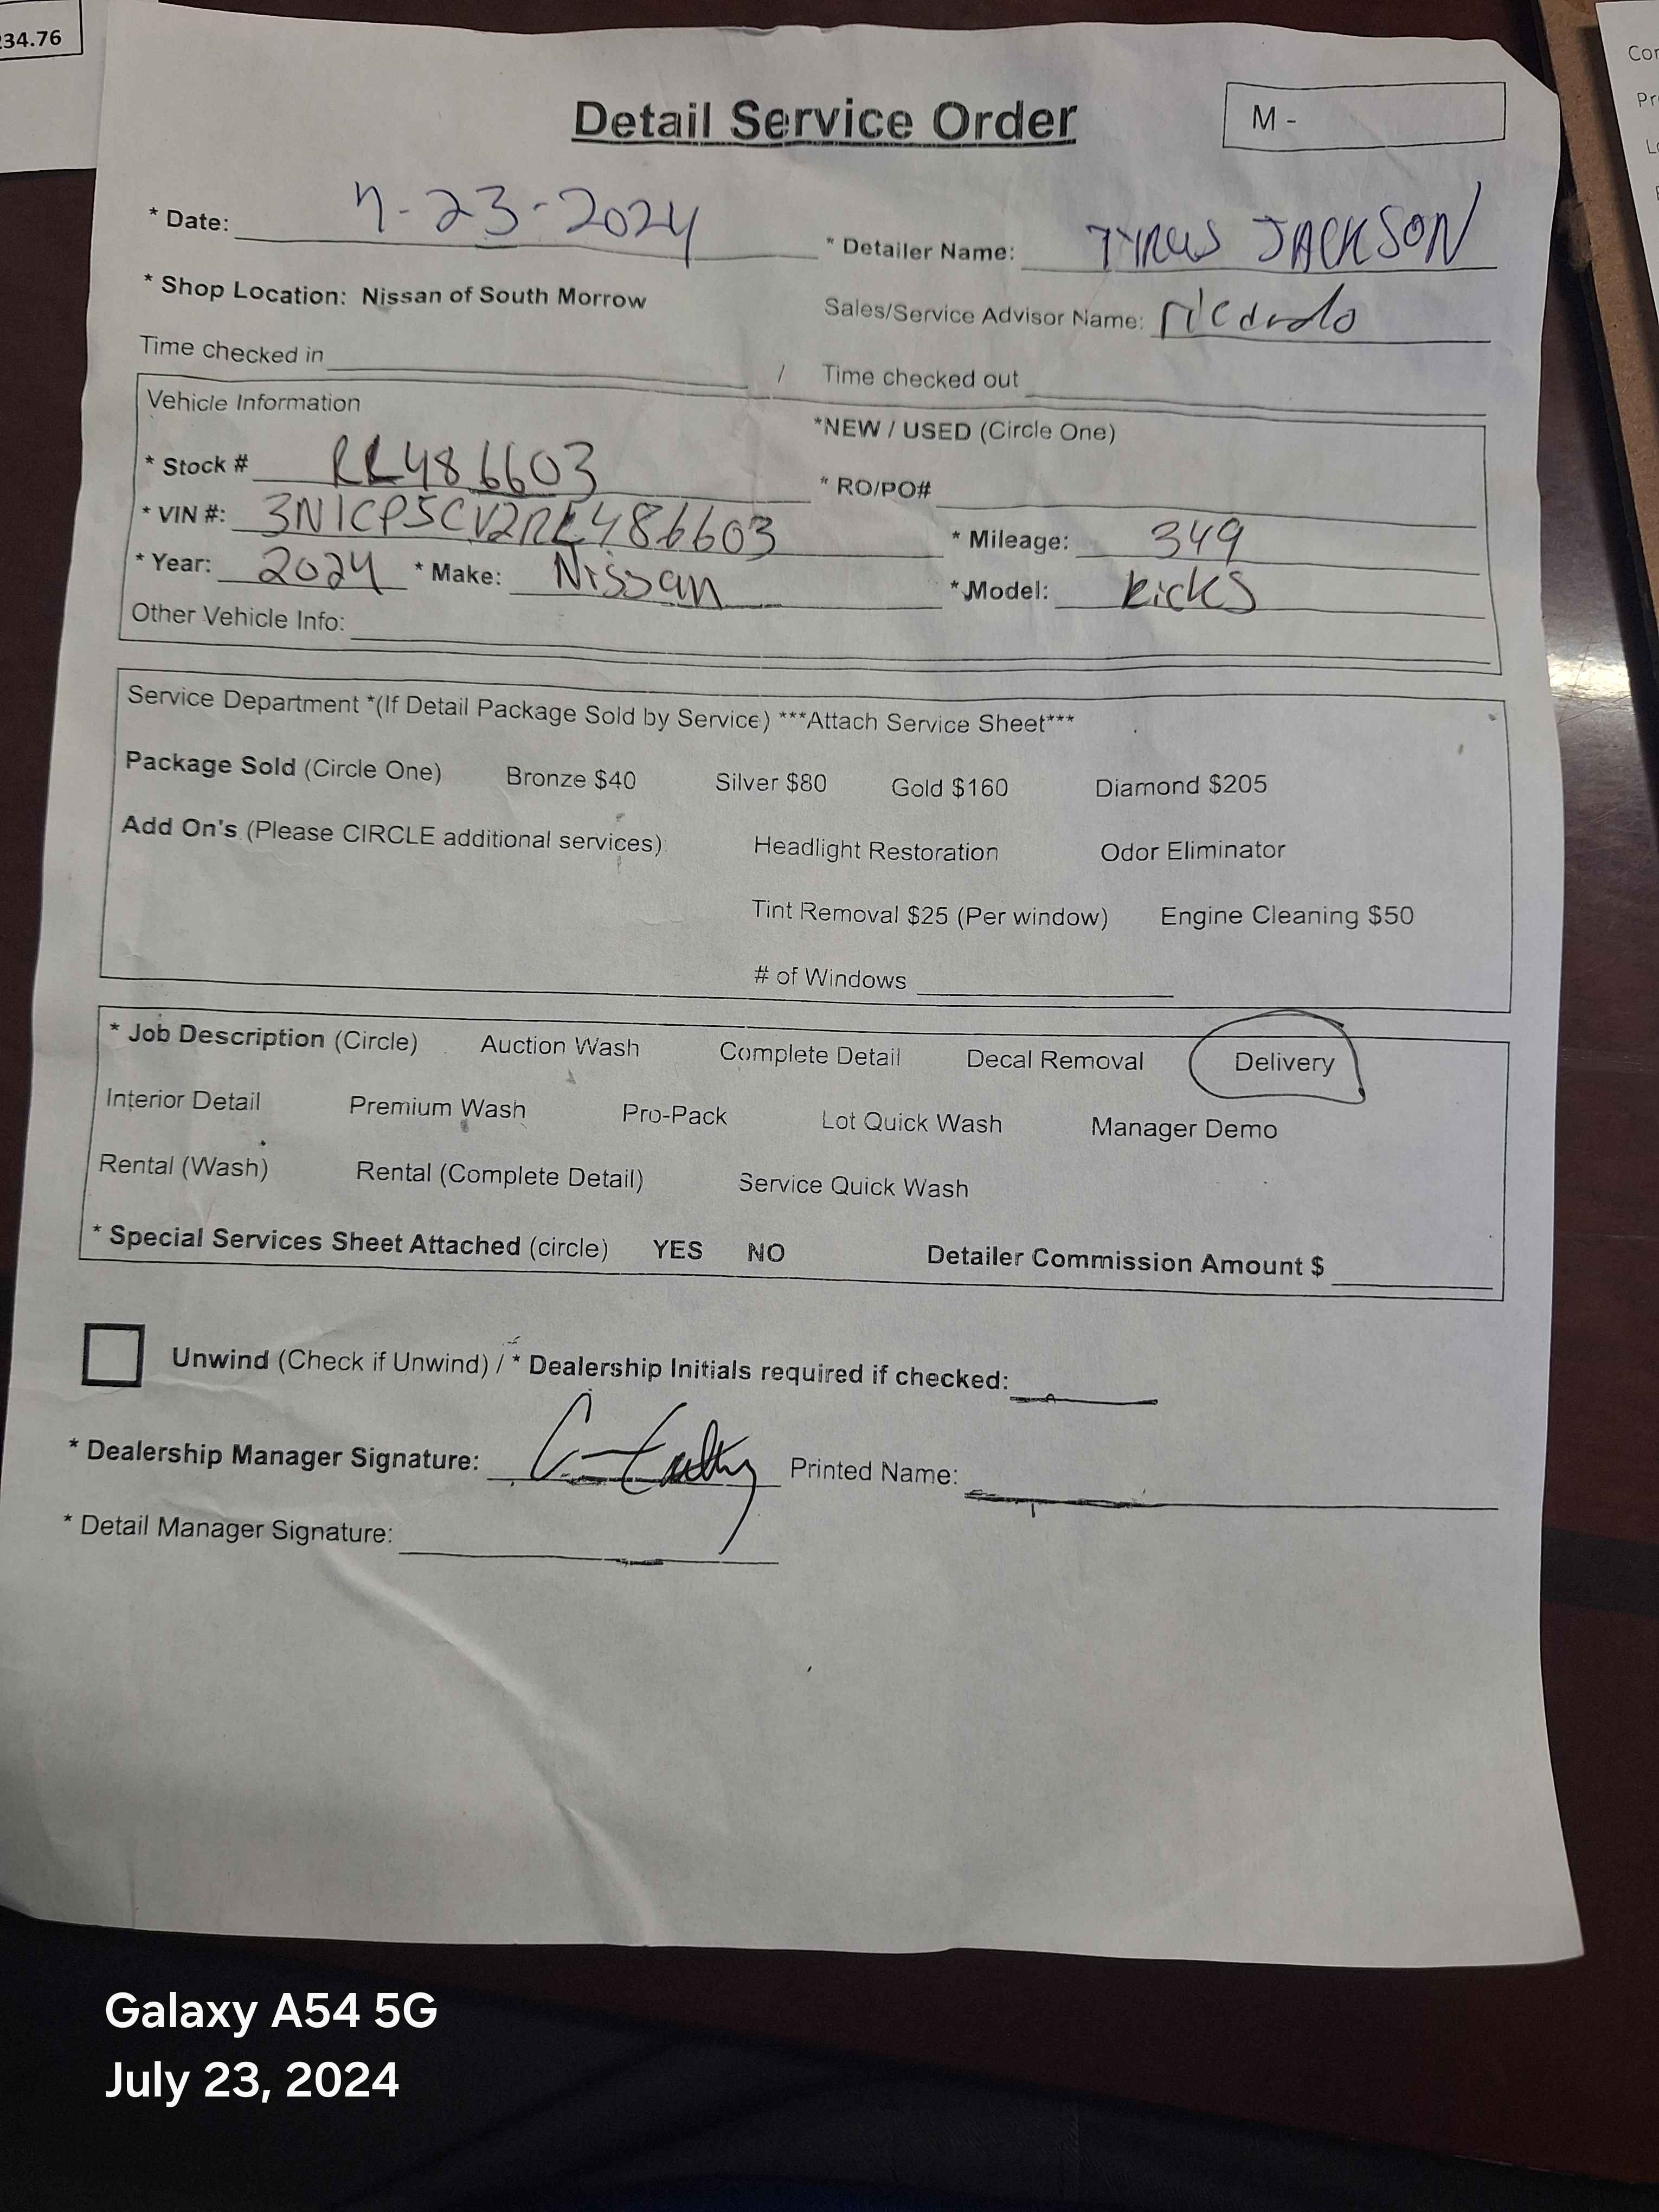 234.76
Detail Service Order
M -
* Date: 7-23-2024 * Detailer Name: TYRUS JACKSON
* Shop Location: Nissan of South Morrow Sales/Service Advisor Name: ricardo
Time checked in / Time checked out
Vehicle Information *NEW / USED (Circle One)
* Stock # RL486603 * RO/PO#
* VIN #: 3N1CP5CV2RL486603 * Mileage: 349
* Year: 2024 * Make: Nissan * Model: kicks
Other Vehicle Info:
Service Department *(If Detail Package Sold by Service) ***Attach Service Sheet***
Package Sold (Circle One) Bronze $40 Silver $80 Gold $160 Diamond $205
Add On's (Please CIRCLE additional services) Headlight Restoration Odor Eliminator
Tint Removal $25 (Per window) Engine Cleaning $50
# of Windows
* Job Description (Circle) Auction Wash Complete Detail Decal Removal Delivery
Interior Detail Premium Wash Pro-Pack Lot Quick Wash Manager Demo
Rental (Wash) Rental (Complete Detail) Service Quick Wash
* Special Services Sheet Attached (circle) YES NO Detailer Commission Amount $
Unwind (Check if Unwind) / * Dealership Initials required if checked:
* Dealership Manager Signature: Printed Name:
* Detail Manager Signature:
Galaxy A54 5G
July 23, 2024